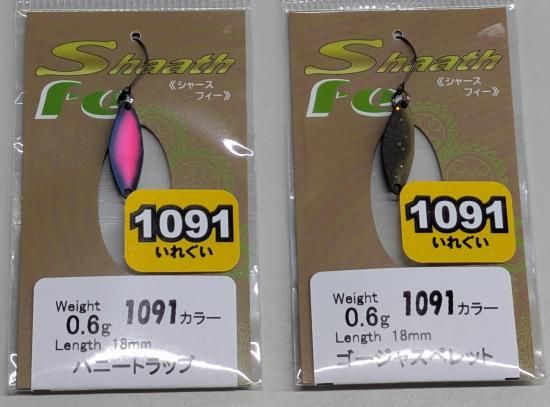 Shaath
fe
《シャース
フィー》
1091
いれぐい
Weight
0.6g
1091カラー
Length 18mm
ハニートラップ
Shaath
fe
《シャース
フィー》
1091
いれぐい
Weight
0.6g
1091カラー
Length 18mm
ゴージャスペレット